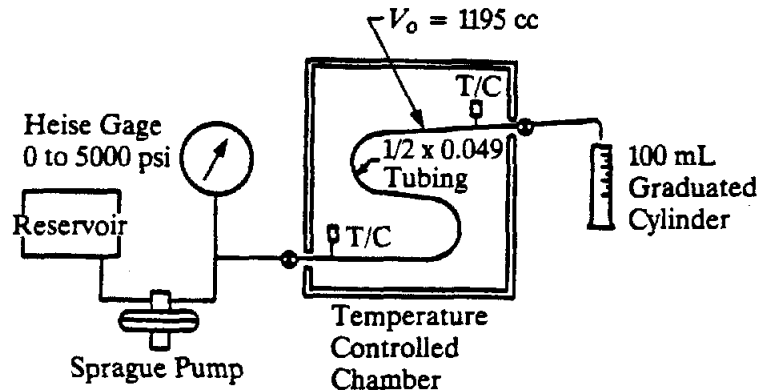 V₀ = 1195 cc
T/C
Heise Gage
0 to 5000 psi
1/2 x 0.049
Tubing
100 mL
Graduated
Cylinder
Reservoir
T/C
Temperature
Controlled
Chamber
Sprague Pump